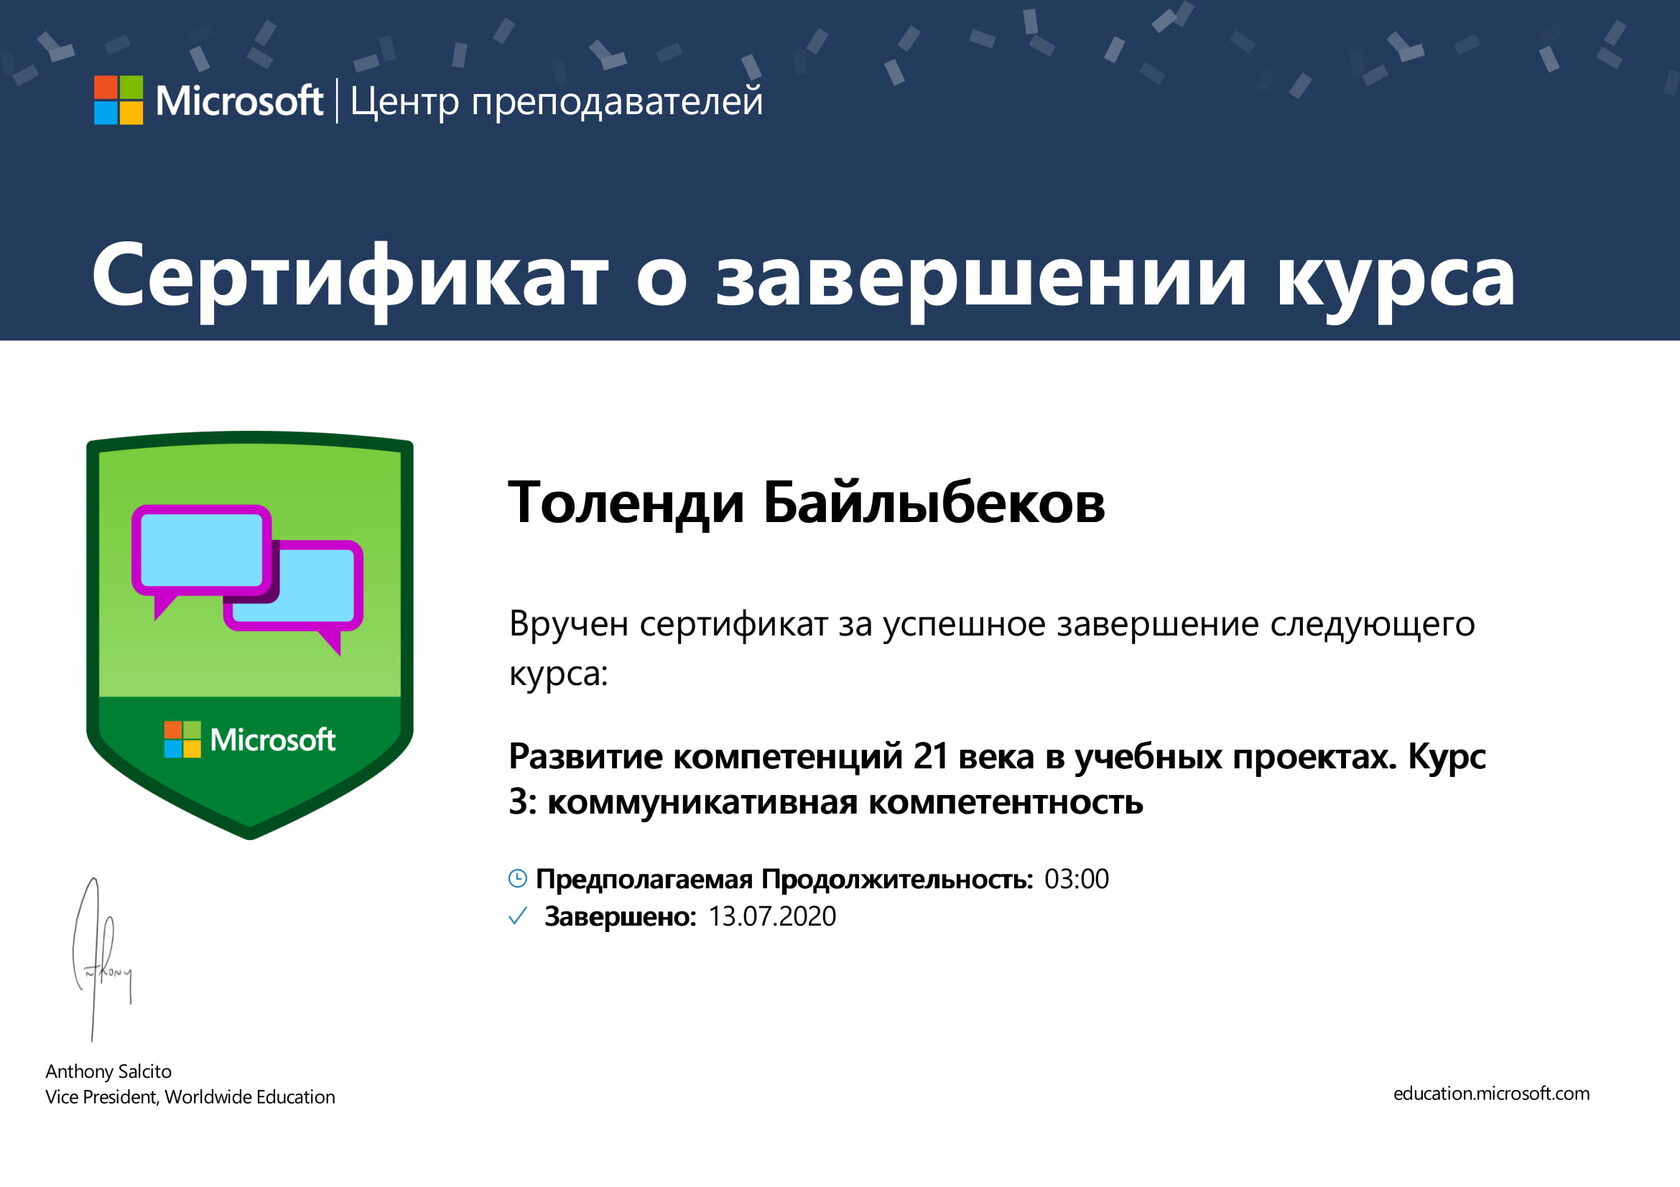 Microsoft | Центр преподавателей
Сертификат о завершении курса
Толенди Байлыбеков
Вручен сертификат за успешное завершение следующего
курса:
Развитие компетенций 21 века в учебных проектах. Курс
3: коммуникативная компетентность
Предполагаемая Продолжительность: 03:00
Завершено: 13.07.2020
Microsoft
Anthony
Anthony Salcito
Vice President, Worldwide Education
education.microsoft.com